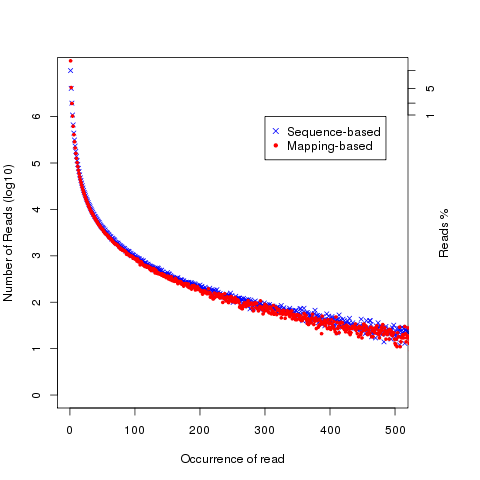 Number of Reads (log10)
6
5
4
3
2
1
0
5
1
Reads %
Sequence-based
Mapping-based
0 100 200 300 400 500
Occurrence of read